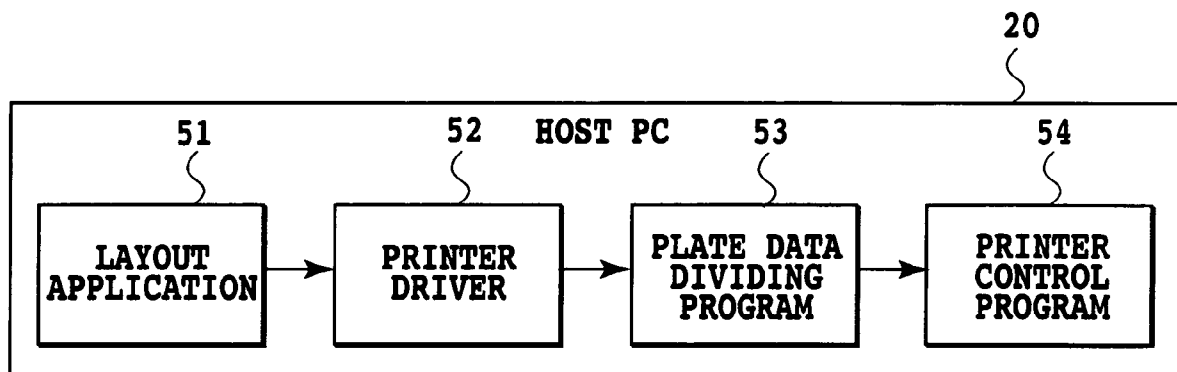 20
HOST PC
51
52
53
54
LAYOUT
APPLICATION
PRINTER
DRIVER
PLATE DATA
DIVIDING
PROGRAM
PRINTER
CONTROL
PROGRAM